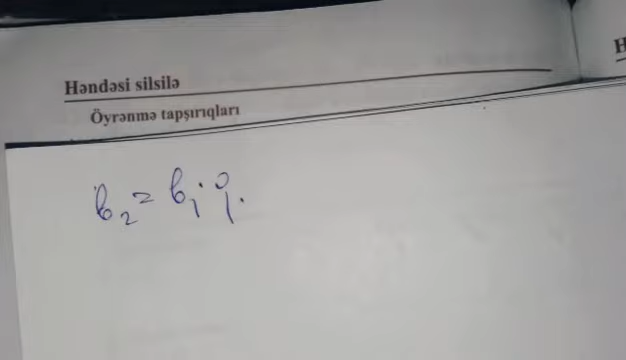 Həndəsi silsilə
H
Öyrənmə tapşırıqları
b₂ = b₁ · q.